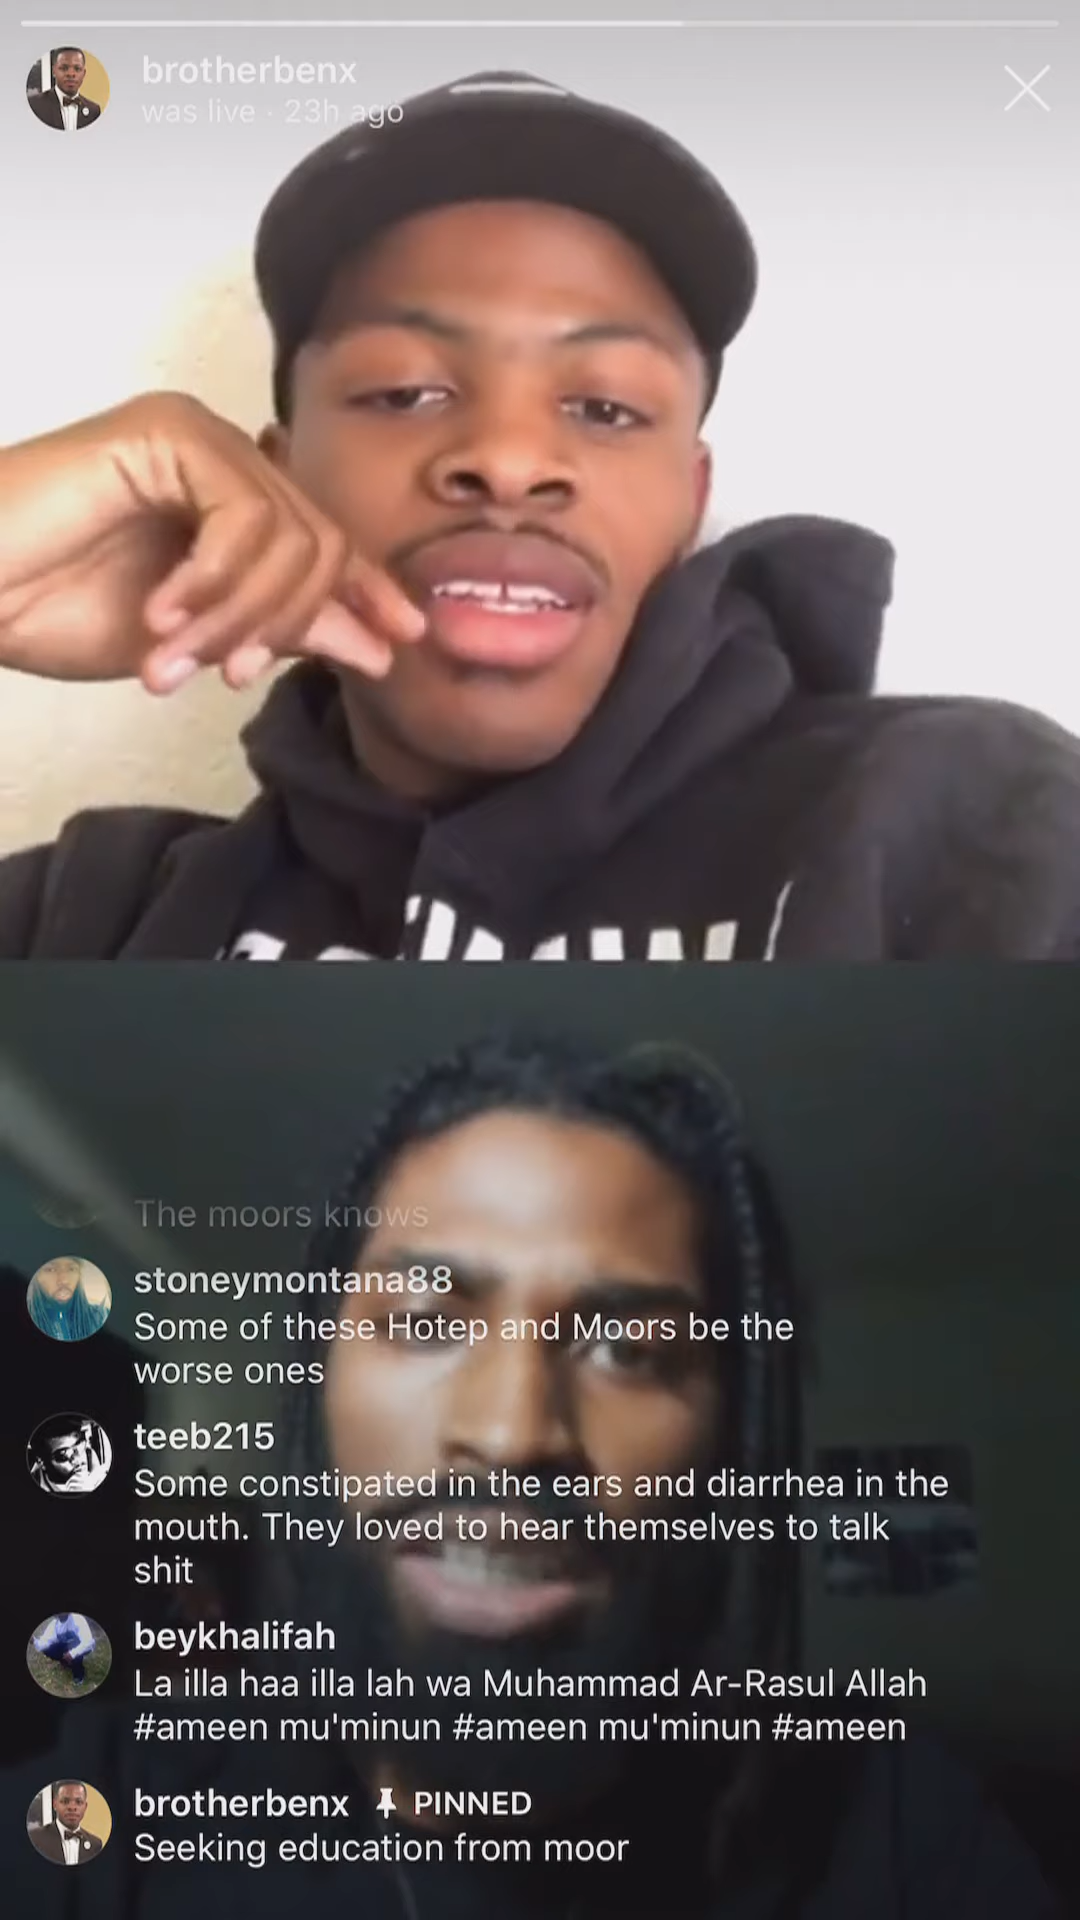 brotherbenx
was live · 23h ago
The moors knows
stoneymontana88
Some of these Hotep and Moors be the
worse ones
teeb215
Some constipated in the ears and diarrhea in the
mouth. They loved to hear themselves to talk
shit
beykhalifah
La illa haa illa lah wa Muhammad Ar-Rasul Allah
#ameen mu'minun #ameen mu'minun #ameen
brotherbenx PINNED
Seeking education from moor